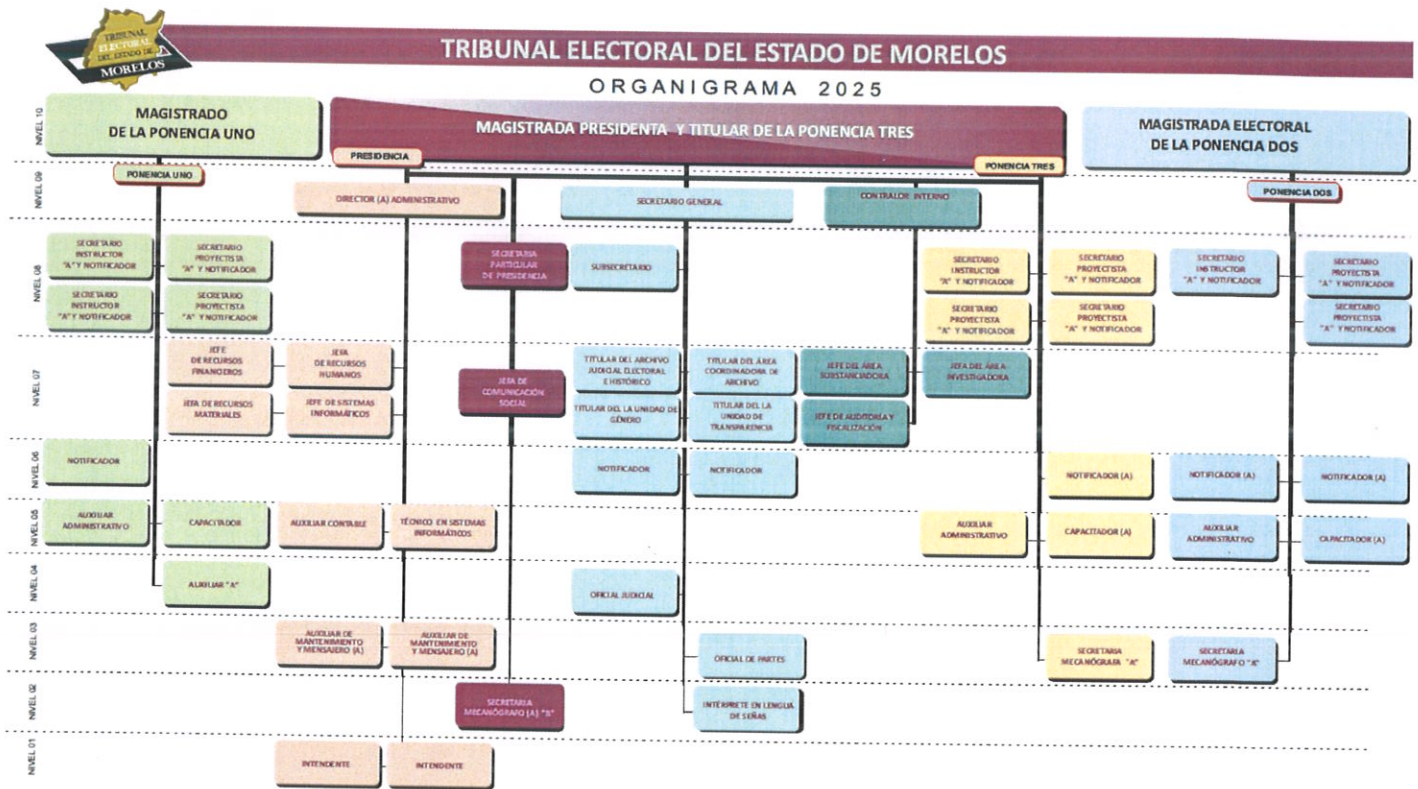 TRIBUNAL
ELECTORAL
DEL ESTADO DE
MORELOS
TRIBUNAL ELECTORAL DEL ESTADO DE MORELOS
ORGANIGRAMA 2025
NIVEL 10
MAGISTRADO
DE LA PONENCIA UNO
MAGISTRADA PRESIDENTA Y TITULAR DE LA PONENCIA TRES
MAGISTRADA ELECTORAL
DE LA PONENCIA DOS
PRESIDENCIA
PONENCIA TRES
NIVEL 09
PONENCIA UNO
DIRECTOR (A) ADMINISTRATIVO
SECRETARIO GENERAL
CONTRALOR INTERNO
PONENCIA DOS
NIVEL 08
SECRETARIO
INSTRUCTOR
"A" Y NOTIFICADOR
SECRETARIO
PROYECTISTA
"A" Y NOTIFICADOR
SECRETARIA
PARTICULAR
DE PRESIDENCIA
SUBSECRETARIO
SECRETARIO
INSTRUCTOR
"A" Y NOTIFICADOR
SECRETARIO
PROYECTISTA
"A" Y NOTIFICADOR
SECRETARIO
INSTRUCTOR
"A" Y NOTIFICADOR
SECRETARIO
PROYECTISTA
"A" Y NOTIFICADOR
SECRETARIO
INSTRUCTOR
"A" Y NOTIFICADOR
SECRETARIO
PROYECTISTA
"A" Y NOTIFICADOR
SECRETARIO
PROYECTISTA
"A" Y NOTIFICADOR
SECRETARIO
PROYECTISTA
"A" Y NOTIFICADOR
SECRETARIO
PROYECTISTA
"A" Y NOTIFICADOR
NIVEL 07
JEFE
DE RECURSOS
FINANCIEROS
JEFA
DE RECURSOS
HUMANOS
JEFA DE
COMUNICACIÓN
SOCIAL
TITULAR DEL ARCHIVO
JUDICIAL ELECTORAL
E HISTÓRICO
TITULAR DEL ÁREA
COORDINADORA DE
ARCHIVO
JEFE DEL ÁREA
SUBSTANCIADORA
JEFA DEL ÁREA
INVESTIGADORA
JEFA DE RECURSOS
MATERIALES
JEFE DE SISTEMAS
INFORMÁTICOS
TITULAR DEL LA UNIDAD DE
GÉNERO
TITULAR DEL LA
UNIDAD DE
TRANSPARENCIA
JEFE DE AUDITORÍA Y
FISCALIZACIÓN
NIVEL 06
NOTIFICADOR
NOTIFICADOR
NOTIFICADOR
NOTIFICADOR (A)
NOTIFICADOR (A)
NOTIFICADOR (A)
NIVEL 05
AUXILIAR
ADMINISTRATIVO
CAPACITADOR
AUXILIAR CONTABLE
TÉCNICO EN SISTEMAS
INFORMÁTICOS
AUXILIAR
ADMINISTRATIVO
CAPACITADOR (A)
AUXILIAR
ADMINISTRATIVO
CAPACITADOR (A)
NIVEL 04
AUXILIAR "A"
OFICIAL JUDICIAL
NIVEL 03
AUXILIAR DE
MANTENIMIENTO
Y MENSAJERO (A)
AUXILIAR DE
MANTENIMIENTO
Y MENSAJERO (A)
OFICIAL DE PARTES
SECRETARIA
MECANÓGRAFA "A"
SECRETARIA
MECANÓGRAFO "A"
NIVEL 02
SECRETARIA
MECANÓGRAFO (A) "B"
INTÉRPRETE EN LENGUA
DE SEÑAS
NIVEL 01
INTENDENTE
INTENDENTE